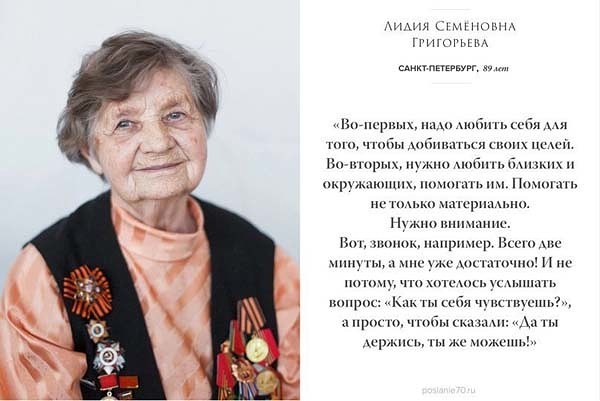 Лидия Семёновна
Григорьева
САНКТ-ПЕТЕРБУРГ, 89 лет
«Во-первых, надо любить себя для
того, чтобы добиваться своих целей.
Во-вторых, нужно любить близких и
окружающих, помогать им. Помогать
не только материально.
Нужно внимание.
Вот, звонок, например. Всего две
минуты, а мне уже достаточно! И не
потому, что хотелось услышать
вопрос: «Как ты себя чувствуешь?»,
а просто, чтобы сказали: «Да ты
держись, ты же можешь!»
poslanie70.ru